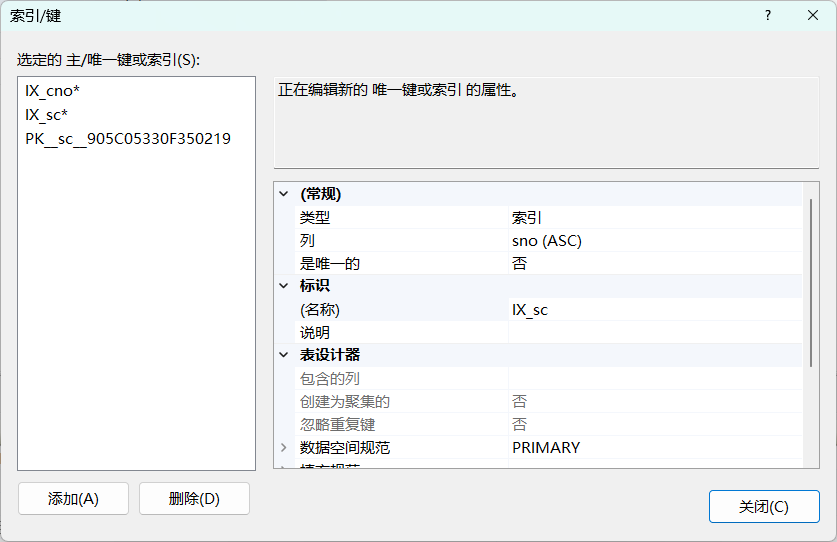 索引/键
?
选定的 主/唯一键或索引(S):
IX_cno*
IX_sc*
PK__sc__905C05330F350219
正在编辑新的 唯一键或索引 的属性。
(常规)
类型 索引
列 sno (ASC)
是唯一的 否
标识
(名称) IX_sc
说明
表设计器
包含的列
创建为聚集的 否
忽略重复键 否
数据空间规范 PRIMARY
添加(A)
删除(D)
关闭(C)